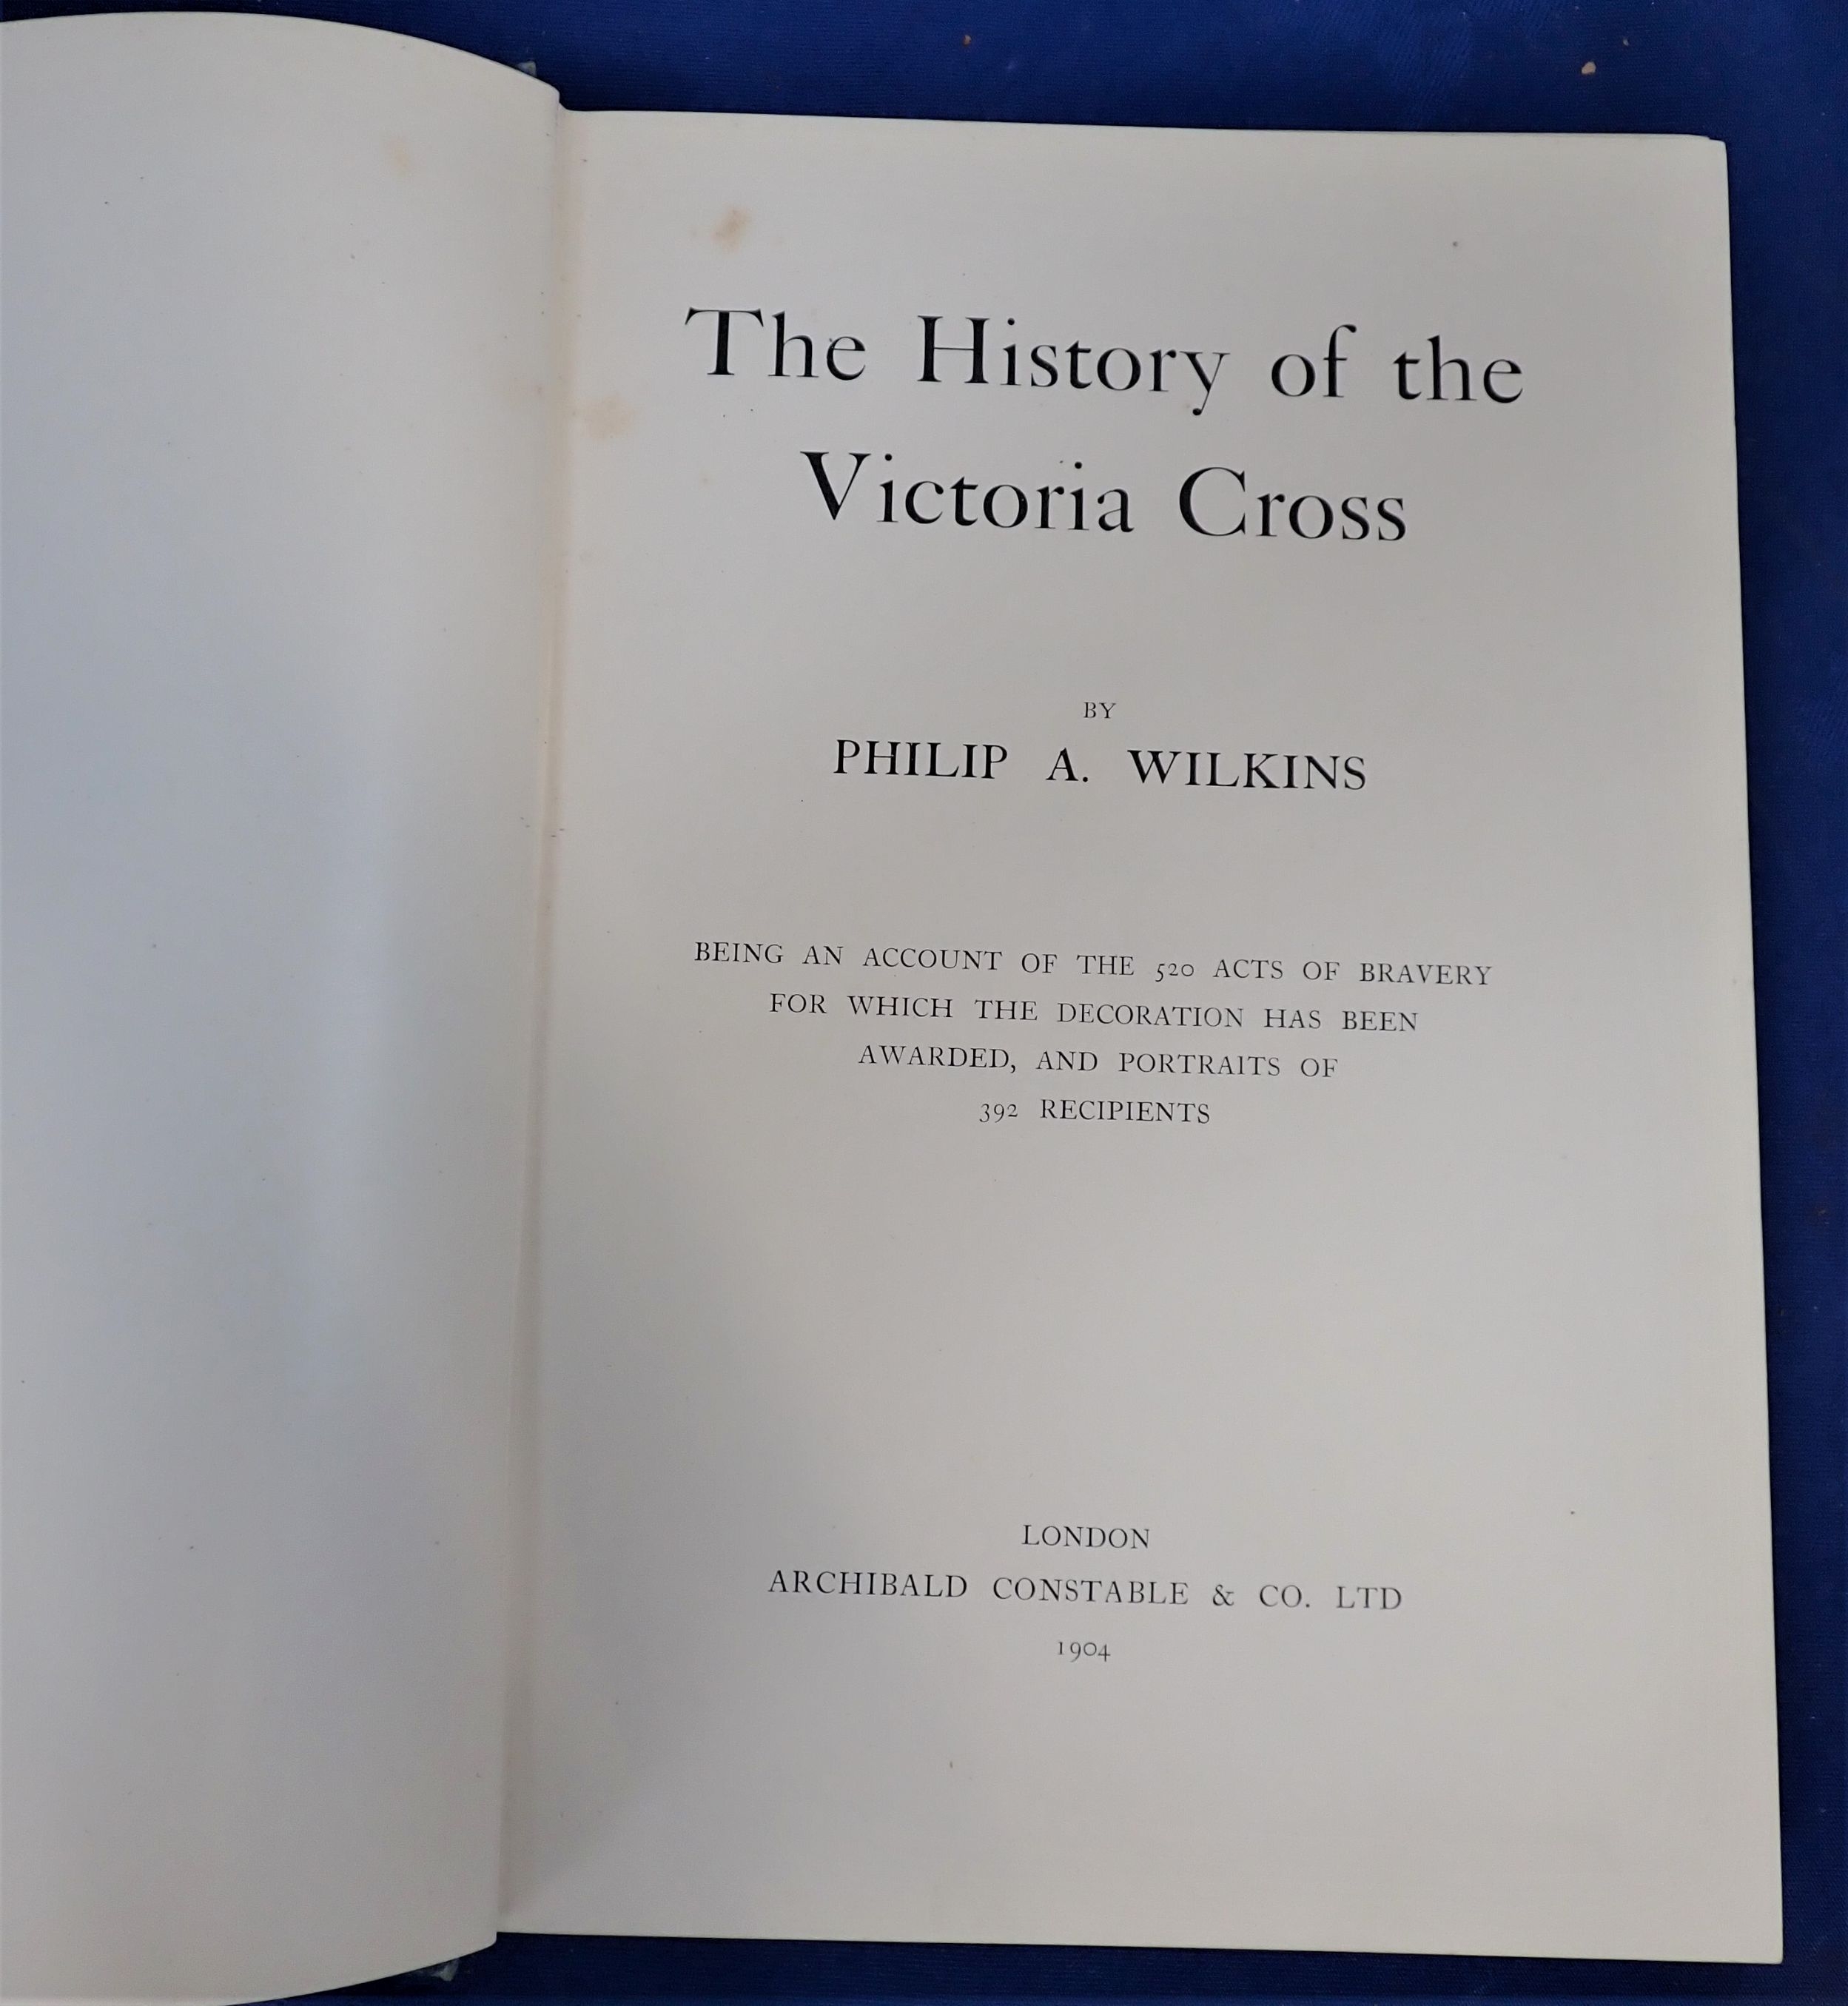 The History of the
Victoria Cross
BY
PHILIP A. WILKINS
BEING AN ACCOUNT OF THE 520 ACTS OF BRAVERY
FOR WHICH THE DECORATION HAS BEEN
AWARDED, AND PORTRAITS OF
392 RECIPIENTS
LONDON
ARCHIBALD CONSTABLE & CO. LTD
1904